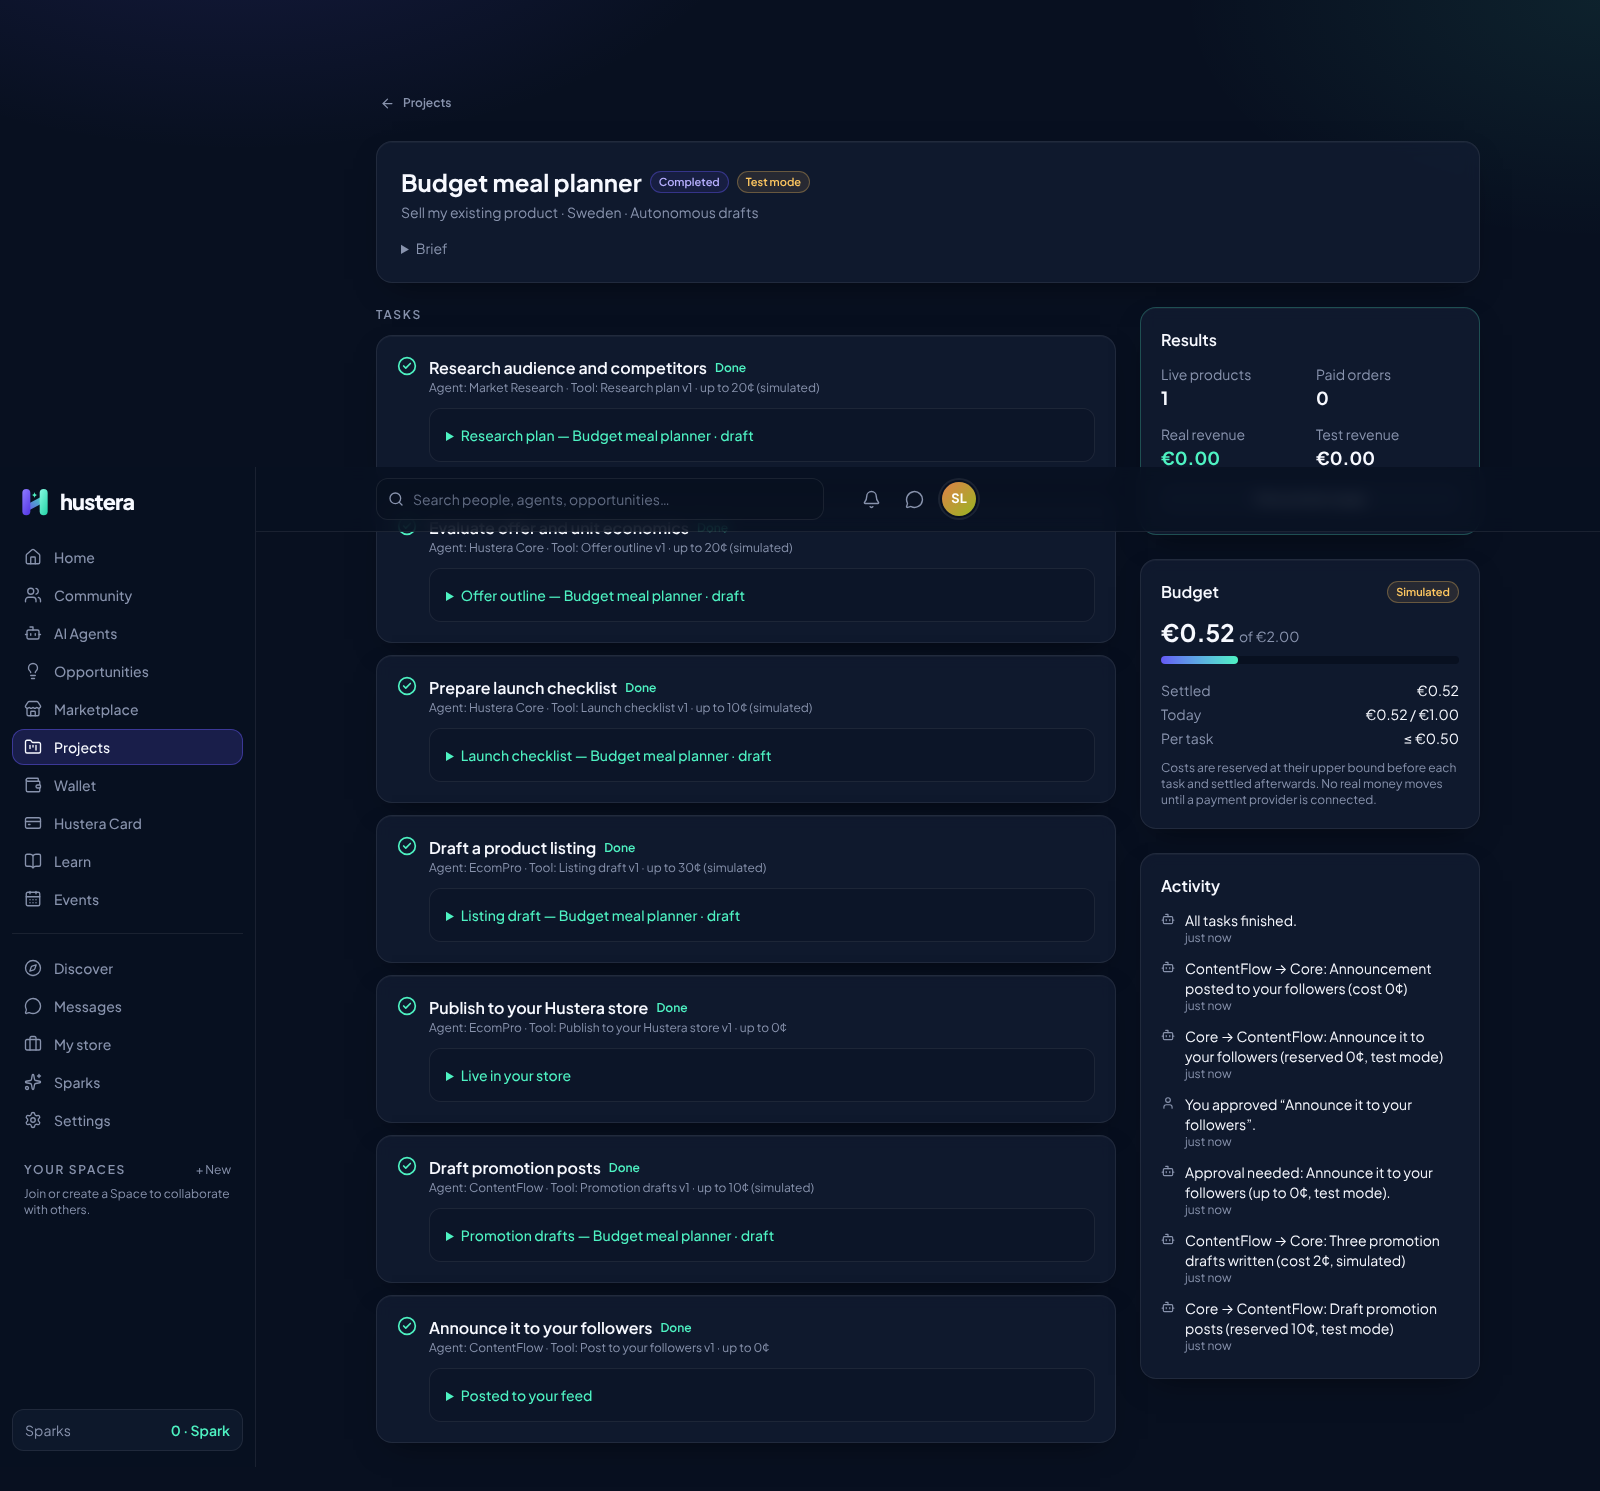 Projects
Budget meal planner
Completed
Test mode
Sell my existing product · Sweden · Autonomous drafts
Brief
TASKS
Research audience and competitors
Done
Agent: Market Research · Tool: Research plan v1 · up to 20¢ (simulated)
Research plan — Budget meal planner · draft
Results
Live products
1
Paid orders
0
Real revenue
€0.00
Test revenue
€0.00
hustera
Search people, agents, opportunities…
SL
Evaluate offer and unit economics
Done
Agent: Hustera Core · Tool: Offer outline v1 · up to 20¢ (simulated)
Offer outline — Budget meal planner · draft
Prepare launch checklist
Done
Agent: Hustera Core · Tool: Launch checklist v1 · up to 10¢ (simulated)
Launch checklist — Budget meal planner · draft
Draft a product listing
Done
Agent: EcomPro · Tool: Listing draft v1 · up to 30¢ (simulated)
Listing draft — Budget meal planner · draft
Publish to your Hustera store
Done
Agent: EcomPro · Tool: Publish to your Hustera store v1 · up to 0¢
Live in your store
Draft promotion posts
Done
Agent: ContentFlow · Tool: Promotion drafts v1 · up to 10¢ (simulated)
Promotion drafts — Budget meal planner · draft
Announce it to your followers
Done
Agent: ContentFlow · Tool: Post to your followers v1 · up to 0¢
Posted to your feed
Budget
Simulated
€0.52 of €2.00
Settled
€0.52
Today
€0.52 / €1.00
Per task
≤ €0.50
Costs are reserved at their upper bound before each
task and settled afterwards. No real money moves
until a payment provider is connected.
Activity
All tasks finished.
just now
ContentFlow → Core: Announcement
posted to your followers (cost 0¢)
just now
Core → ContentFlow: Announce it to
your followers (reserved 0¢, test mode)
just now
You approved “Announce it to your
followers”.
just now
Approval needed: Announce it to your
followers (up to 0¢, test mode).
just now
ContentFlow → Core: Three promotion
drafts written (cost 2¢, simulated)
just now
Core → ContentFlow: Draft promotion
posts (reserved 10¢, test mode)
just now
Home
Community
AI Agents
Opportunities
Marketplace
Projects
Wallet
Hustera Card
Learn
Events
Discover
Messages
My store
Sparks
Settings
YOUR SPACES
+ New
Join or create a Space to collaborate
with others.
Sparks
0 · Spark